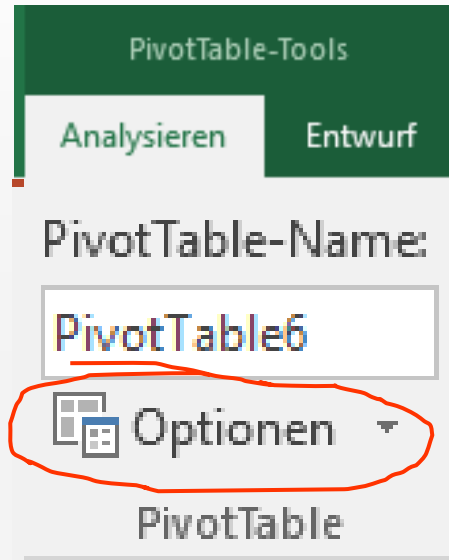 PivotTable-Tools
Analysieren Entwurf
PivotTable-Name:
PivotTable6
Optionen
PivotTable